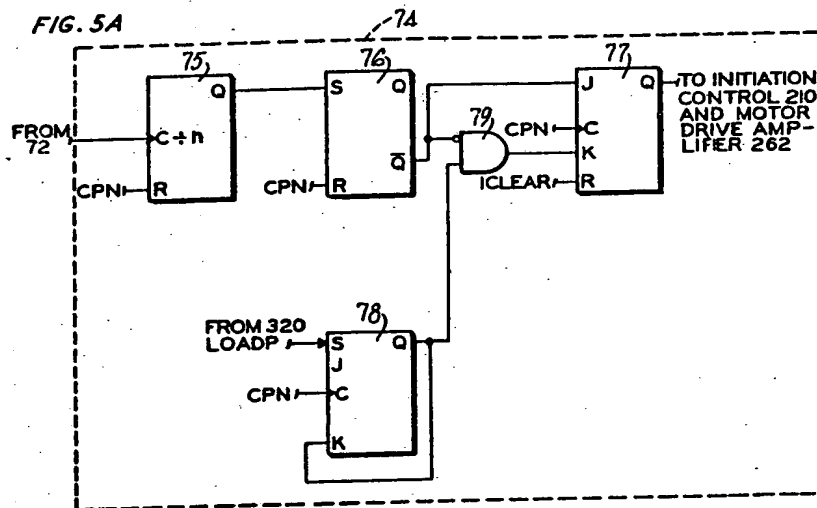 FIG. 5A
74
75
76
77
Q
S
Q
J
Q
TO INITIATION
CONTROL 210
AND MOTOR
DRIVE AMP-
LIFIER 262
FROM
72
C÷n
Q̅
79
CPN
C
K
CPN
R
CPN
R
ICLEAR
R
78
FROM 320
LOADP
S
Q
J
CPN
C
K